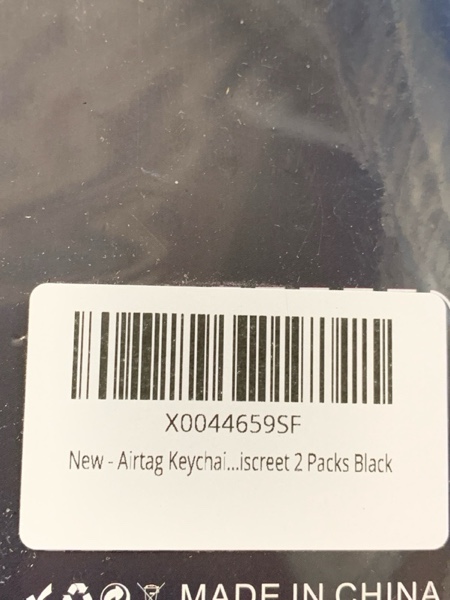 X0044659SF
New - Airtag Keychai...iscreet 2 Packs Black
MADE IN CHINA